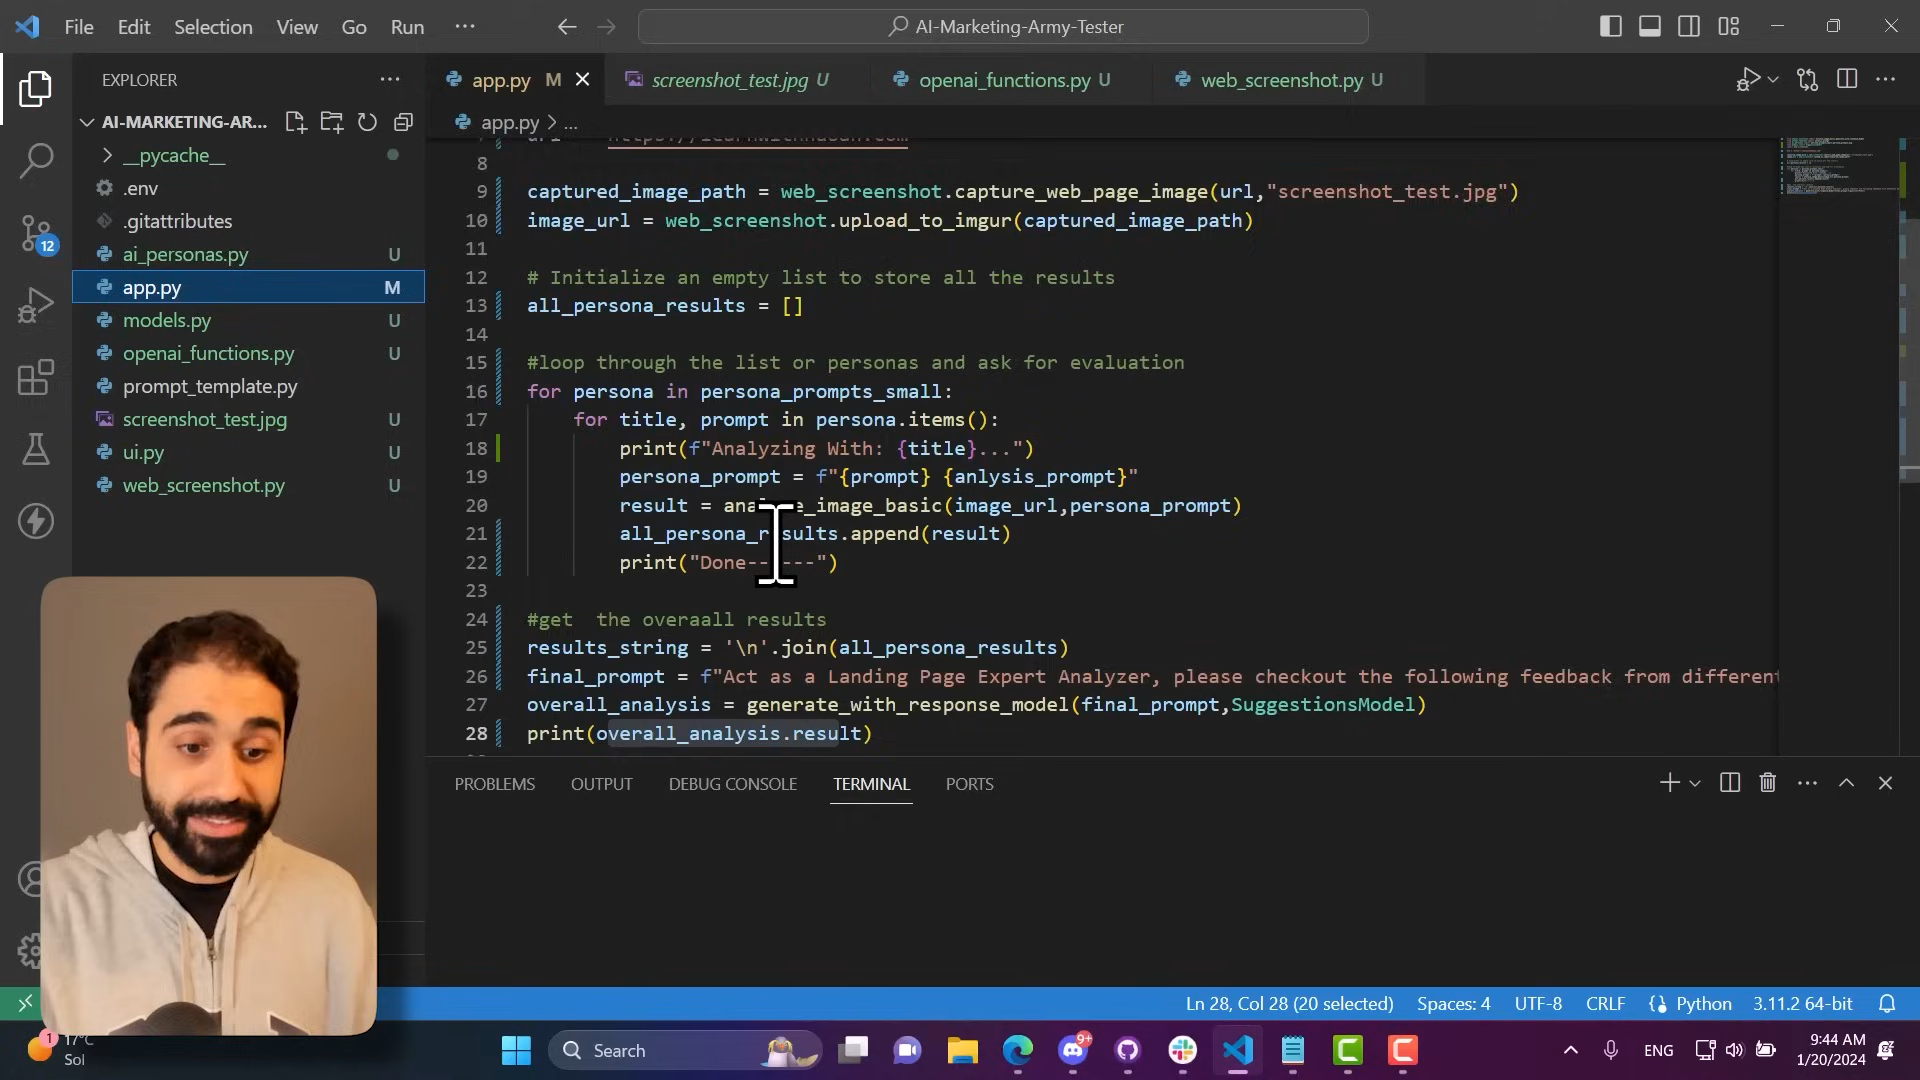 File Edit Selection View Go Run ···
AI-Marketing-Army-Tester
EXPLORER
AI-MARKETING-AR...
__pycache__
.env
.gitattributes
ai_personas.py U
app.py M
models.py U
openai_functions.py U
prompt_template.py
screenshot_test.jpg U
ui.py U
web_screenshot.py U
12
app.py M
screenshot_test.jpg U
openai_functions.py U
web_screenshot.py U
app.py > ...
8
9 captured_image_path = web_screenshot.capture_web_page_image(url,"screenshot_test.jpg")
10 image_url = web_screenshot.upload_to_imgur(captured_image_path)
11
12 # Initialize an empty list to store all the results
13 all_persona_results = []
14
15 #loop through the list or personas and ask for evaluation
16 for persona in persona_prompts_small:
17 for title, prompt in persona.items():
18 print(f"Analyzing With: {title}...")
19 persona_prompt = f"{prompt} {anlysis_prompt}"
20 result = analyze_image_basic(image_url,persona_prompt)
21 all_persona_results.append(result)
22 print("Done------")
23
24 #get the overaall results
25 results_string = '\n'.join(all_persona_results)
26 final_prompt = f"Act as a Landing Page Expert Analyzer, please checkout the following feedback from different
27 overall_analysis = generate_with_response_model(final_prompt,SuggestionsModel)
28 print(overall_analysis.result)
PROBLEMS OUTPUT DEBUG CONSOLE TERMINAL PORTS
Ln 28, Col 28 (20 selected) Spaces: 4 UTF-8 CRLF Python 3.11.2 64-bit
1
17°C
Sol
Search
9+
ENG
9:44 AM
1/20/2024